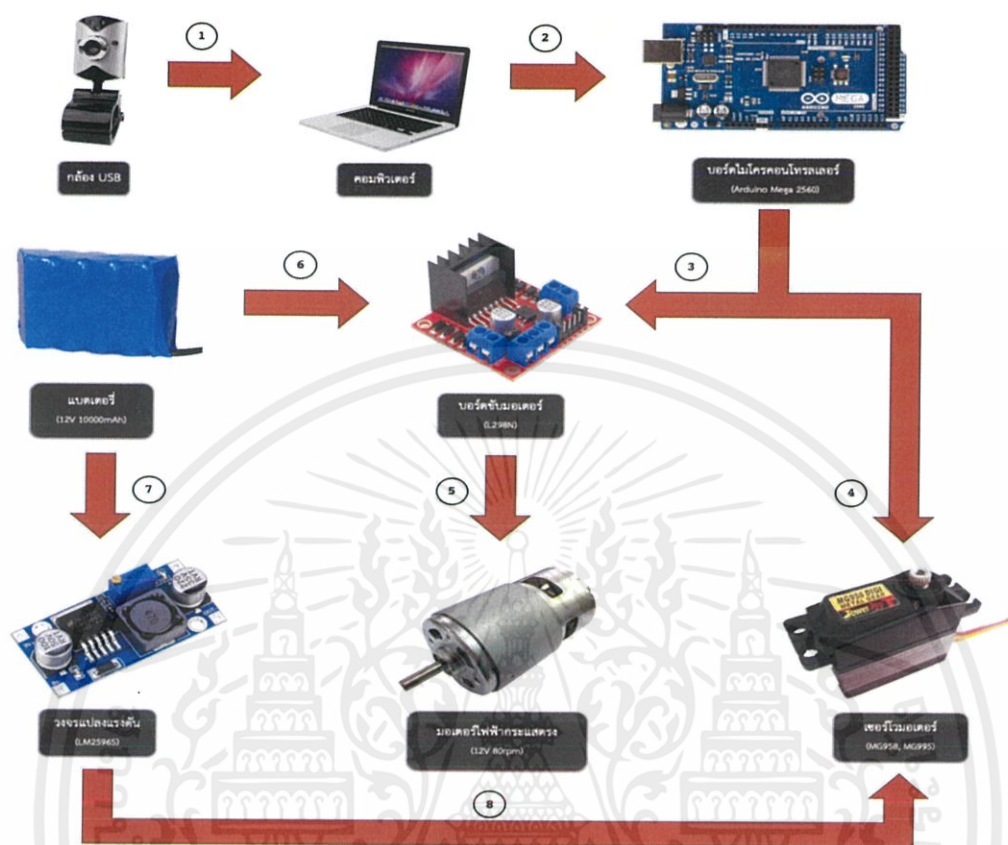 1
2
กล้อง USB
คอมพิวเตอร์
ARDUINO
MEGA
บอร์ดไมโครคอนโทรลเลอร์
(Arduino Mega 2560)
6
3
แบตเตอรี่
(12V 10000mAh)
บอร์ดขับมอเตอร์
(L298N)
7
5
4
วงจรแปลงแรงดัน
(LM2596S)
มอเตอร์ไฟฟ้ากระแสตรง
(12V 80rpm)
เซอร์โวมอเตอร์
(MG958, MG995)
8